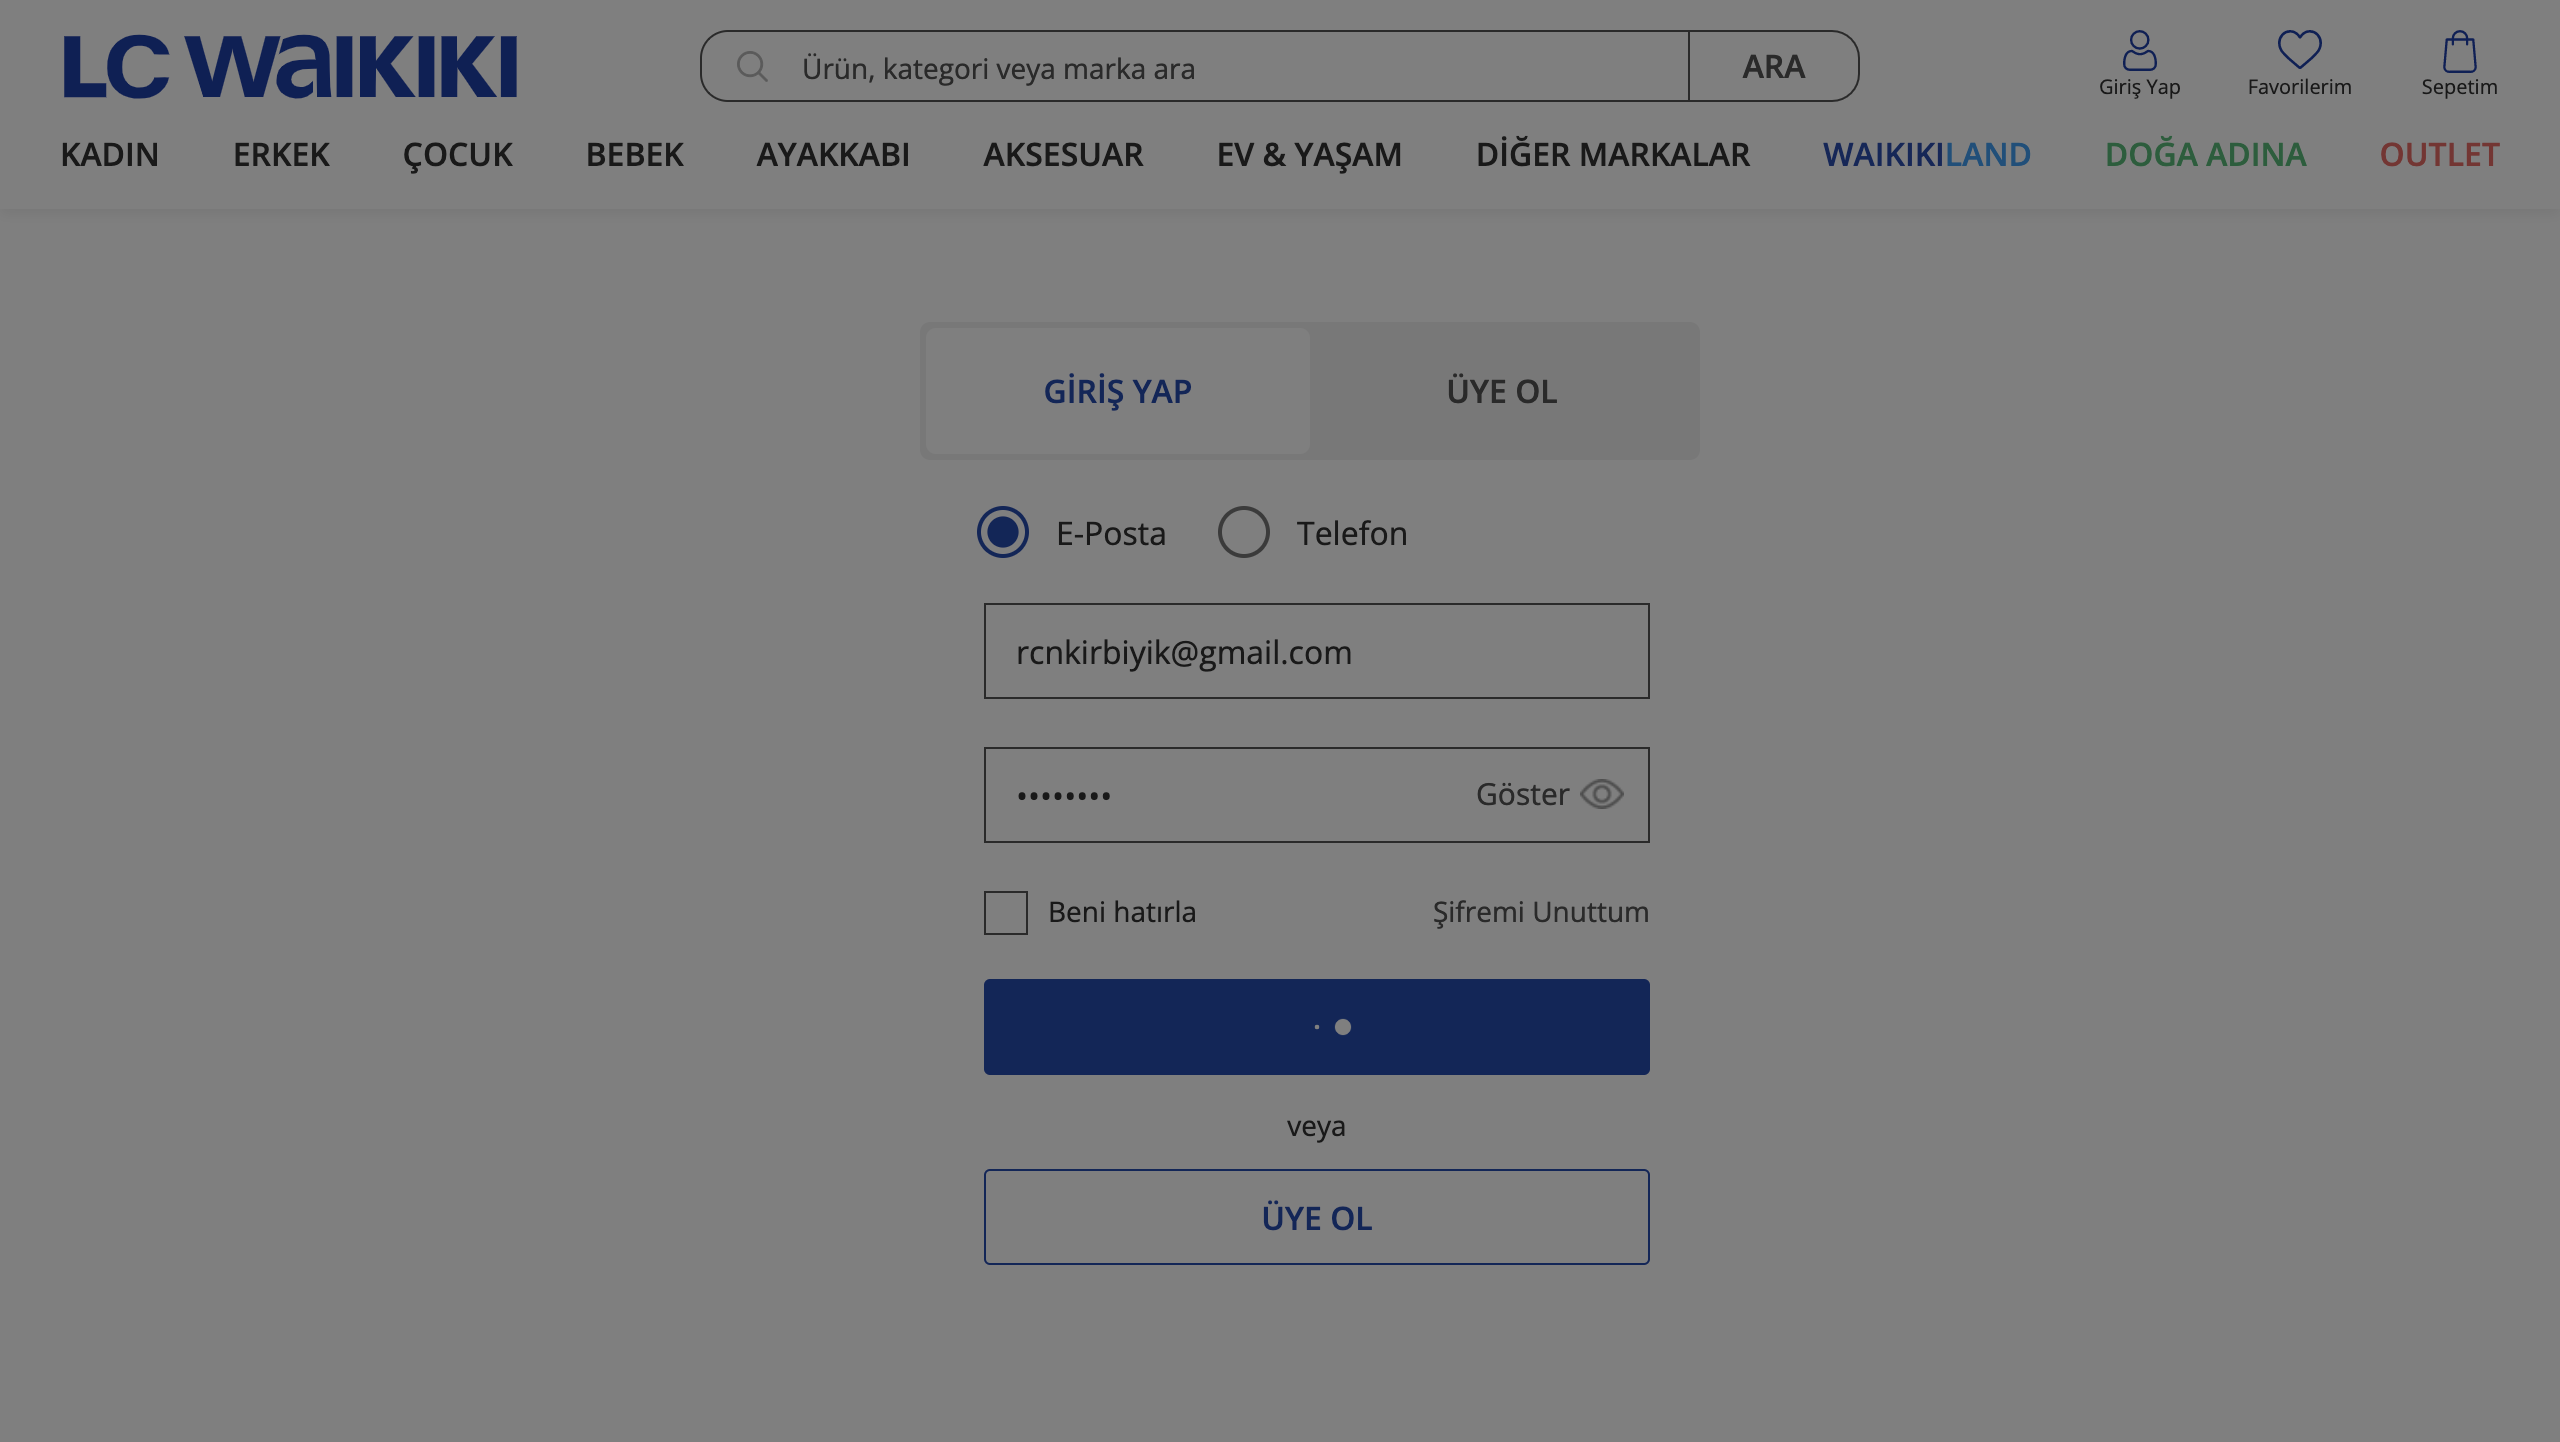 LC WAIKIKI
Ürün, kategori veya marka ara
ARA
Giriş Yap
Favorilerim
Sepetim
KADIN
ERKEK
ÇOCUK
BEBEK
AYAKKABI
AKSESUAR
EV & YAŞAM
DİĞER MARKALAR
WAIKIKILAND
DOĞA ADINA
OUTLET
GİRİŞ YAP
ÜYE OL
E-Posta
Telefon
rcnkirbiyik@gmail.com
••••••••
Göster
Beni hatırla
Şifremi Unuttum
veya
ÜYE OL